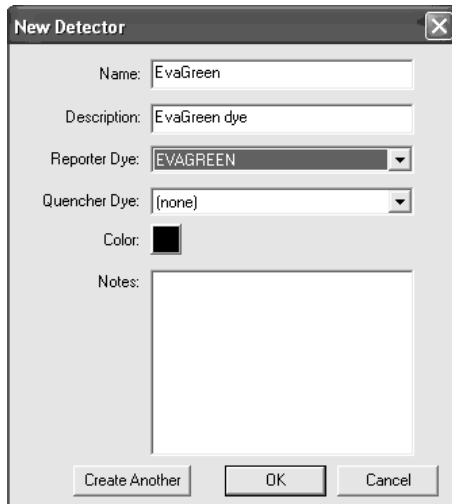 New Detector
Name: EvaGreen
Description: EvaGreen dye
Reporter Dye: EVAGREEN
Quencher Dye: (none)
Color:
Notes:
Create Another OK Cancel